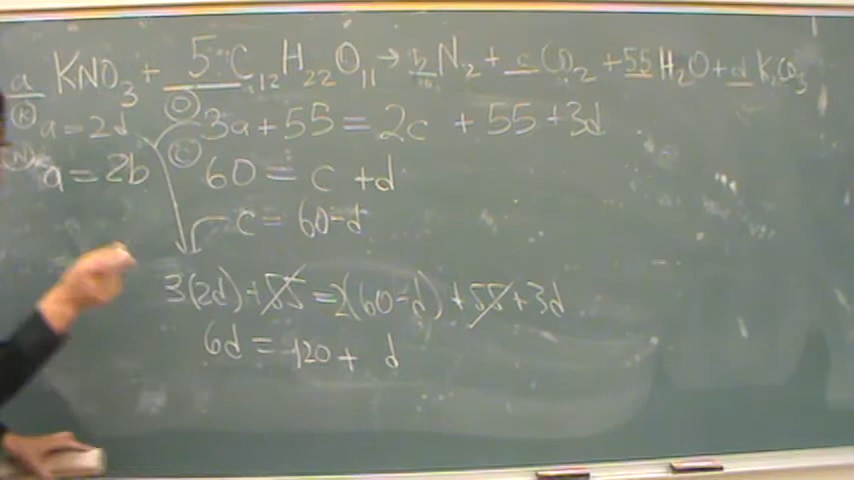 a KNO₃ + 5 C₁₂H₂₂O₁₁ → b N₂ + c CO₂ + 55 H₂O + d K₂CO₃
(K) a = 2d (O) 3a + 55 = 2c + 55 + 3d
(N) a = 2b (C) 60 = c + d
c = 60 - d
3(2d) + 55 = 2(60 - d) + 55 + 3d
6d = 120 + d